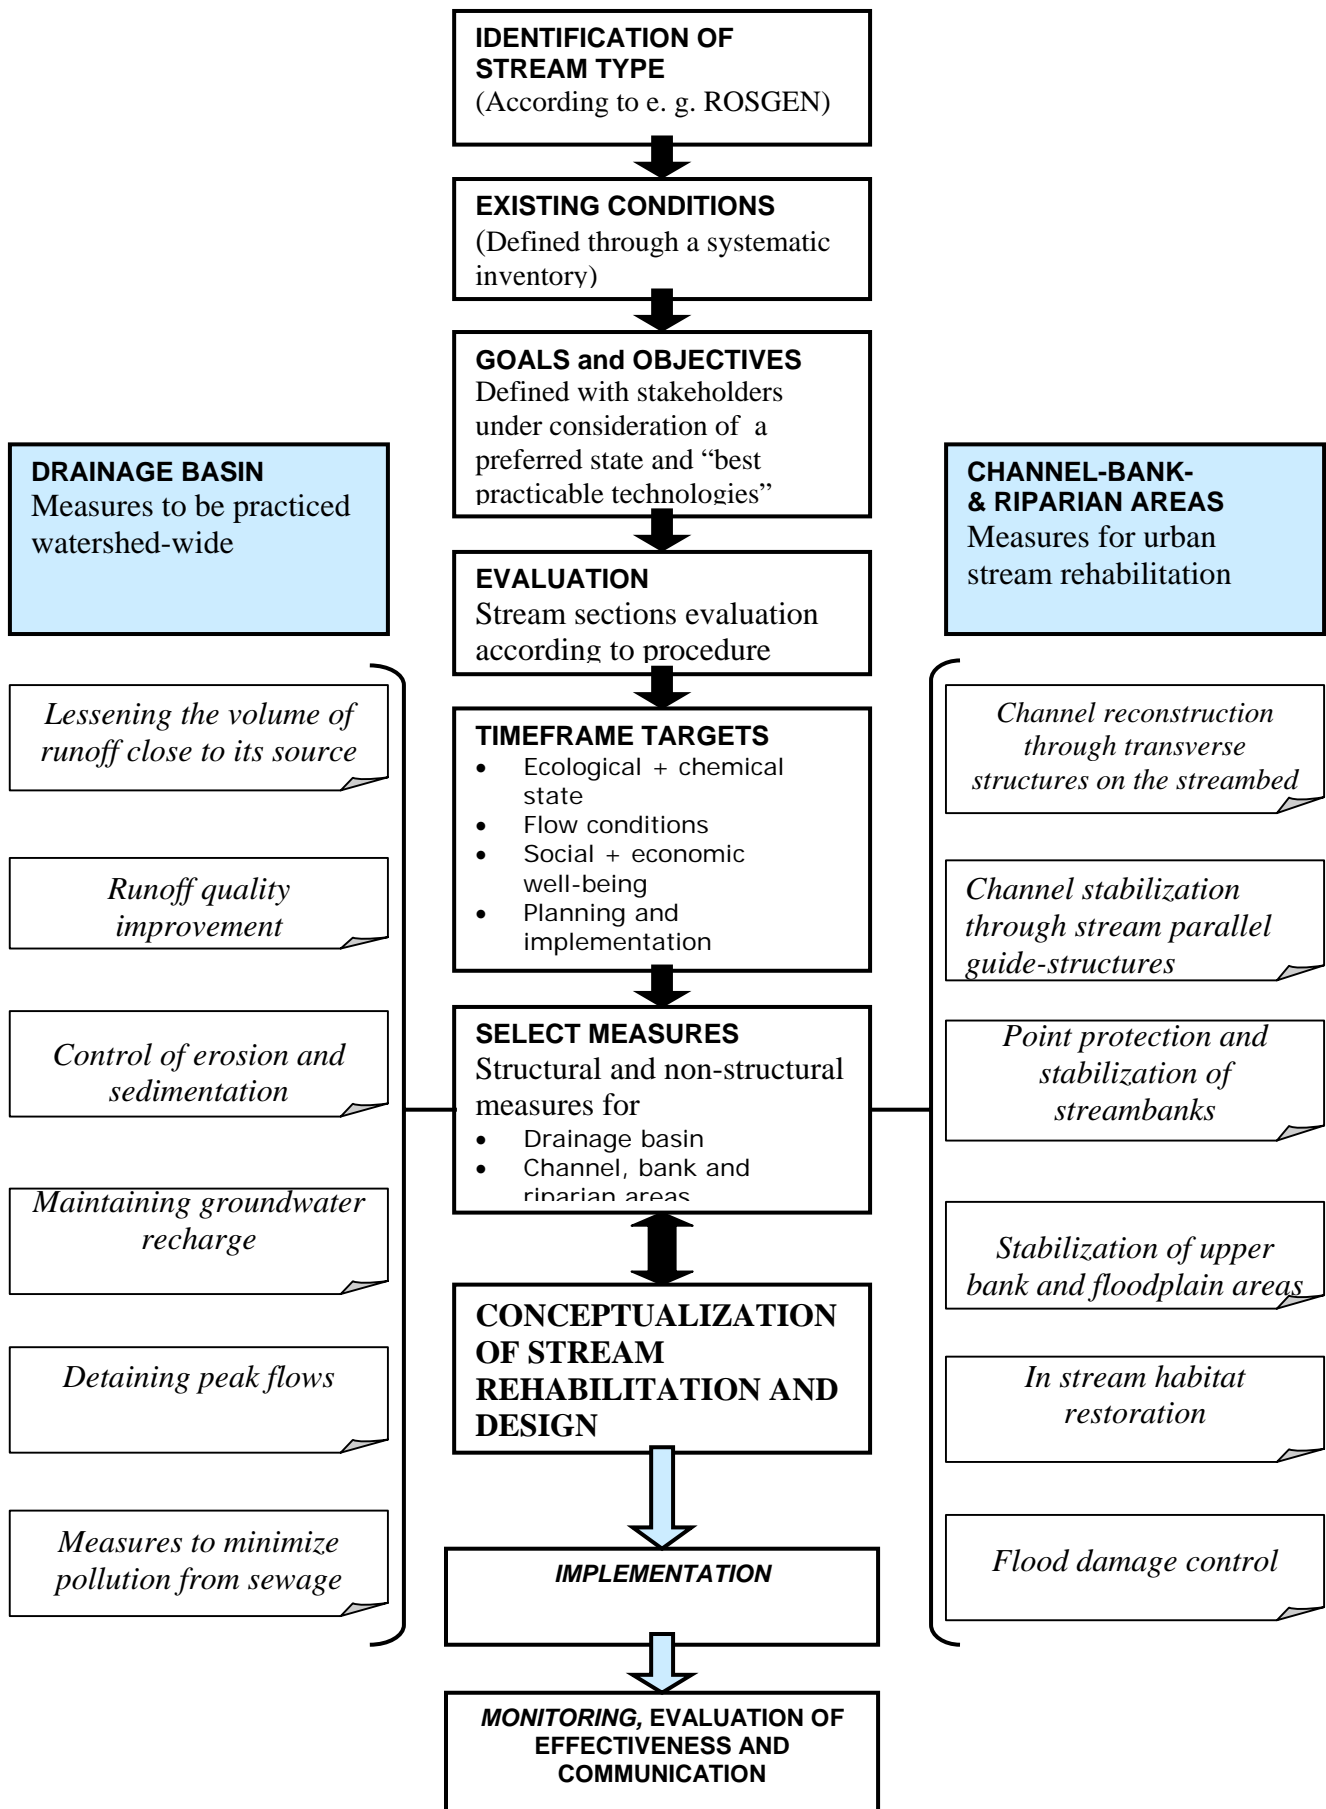 IDENTIFICATION OF
STREAM TYPE
(According to e. g. ROSGEN)
EXISTING CONDITIONS
(Defined through a systematic
inventory)
GOALS and OBJECTIVES
Defined with stakeholders
under consideration of a
preferred state and “best
practicable technologies”
EVALUATION
Stream sections evaluation
according to procedure
TIMEFRAME TARGETS
• Ecological + chemical
state
• Flow conditions
• Social + economic
well-being
• Planning and
implementation
SELECT MEASURES
Structural and non-structural
measures for
• Drainage basin
• Channel, bank and
riparian areas
CONCEPTUALIZATION
OF STREAM
REHABILITATION AND
DESIGN
IMPLEMENTATION
MONITORING, EVALUATION OF
EFFECTIVENESS AND
COMMUNICATION
DRAINAGE BASIN
Measures to be practiced
watershed-wide
Lessening the volume of
runoff close to its source
Runoff quality
improvement
Control of erosion and
sedimentation
Maintaining groundwater
recharge
Detaining peak flows
Measures to minimize
pollution from sewage
CHANNEL-BANK-
& RIPARIAN AREAS
Measures for urban
stream rehabilitation
Channel reconstruction
through transverse
structures on the streambed
Channel stabilization
through stream parallel
guide-structures
Point protection and
stabilization of
streambanks
Stabilization of upper
bank and floodplain areas
In stream habitat
restoration
Flood damage control